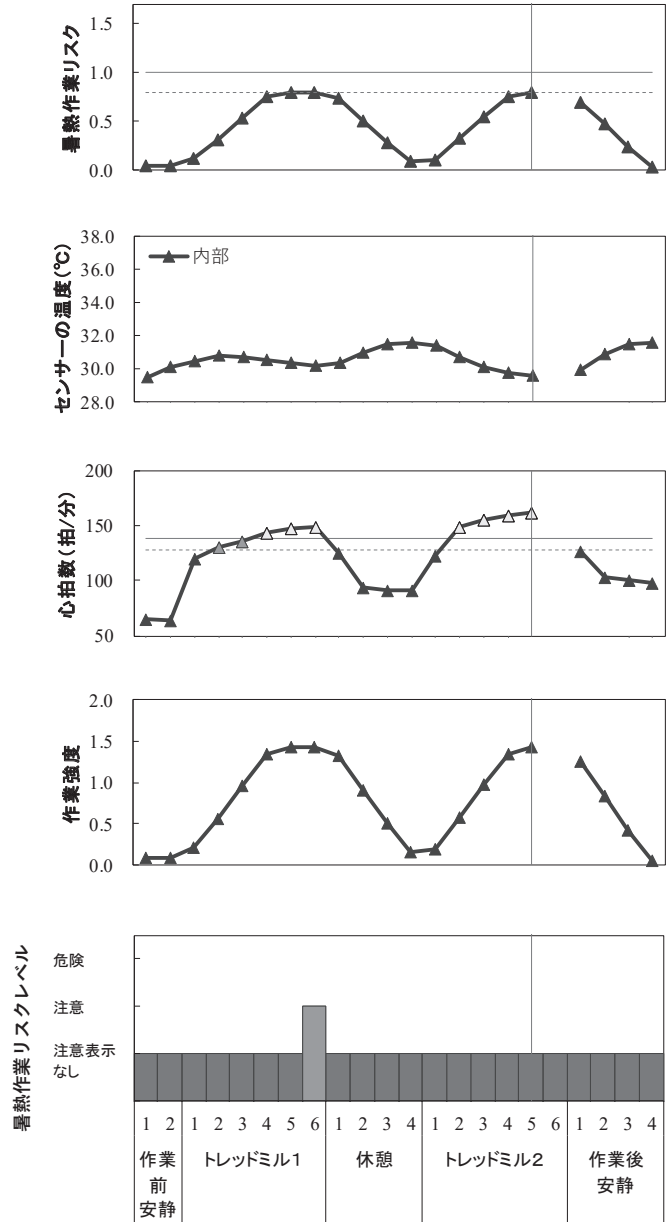 暑熱作業リスク
1.5
1.0
0.5
0.0
センサーの温度(℃)
38.0
36.0
34.0
32.0
30.0
28.0
内部
心拍数(拍/分)
200
150
100
50
作業強度
2.0
1.5
1.0
0.5
0.0
暑熱作業リスクレベル
危険
注意
注意表示
なし
1 2 1 2 3 4 5 6 1 2 3 4 1 2 3 4 5 6 1 2 3 4
作業
前
安静
トレッドミル1
休憩
トレッドミル2
作業後
安静